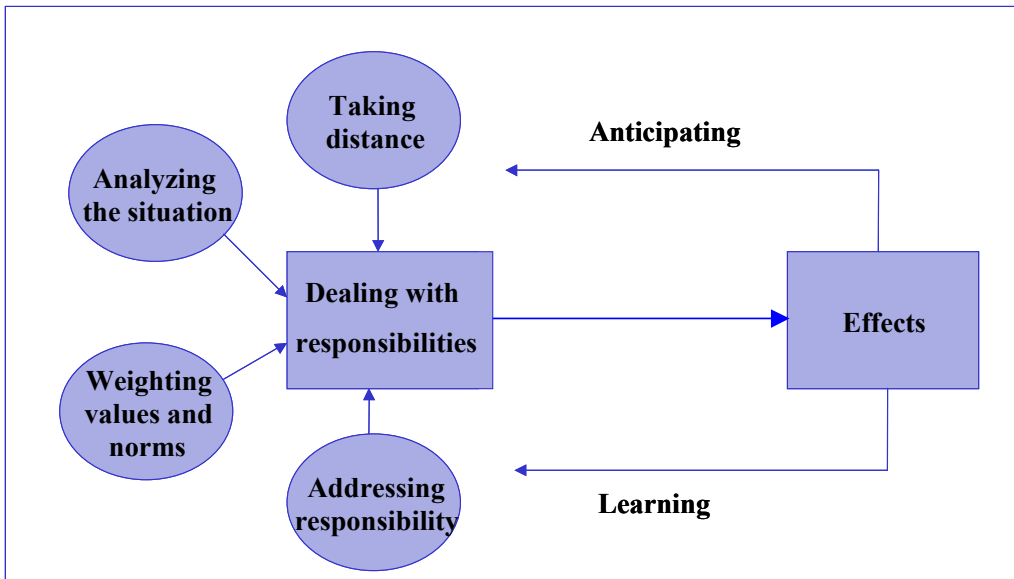 Taking
distance
Anticipating
Analyzing
the situation
Dealing with
responsibilities
Effects
Weighting
values and
norms
Addressing
responsibility
Learning